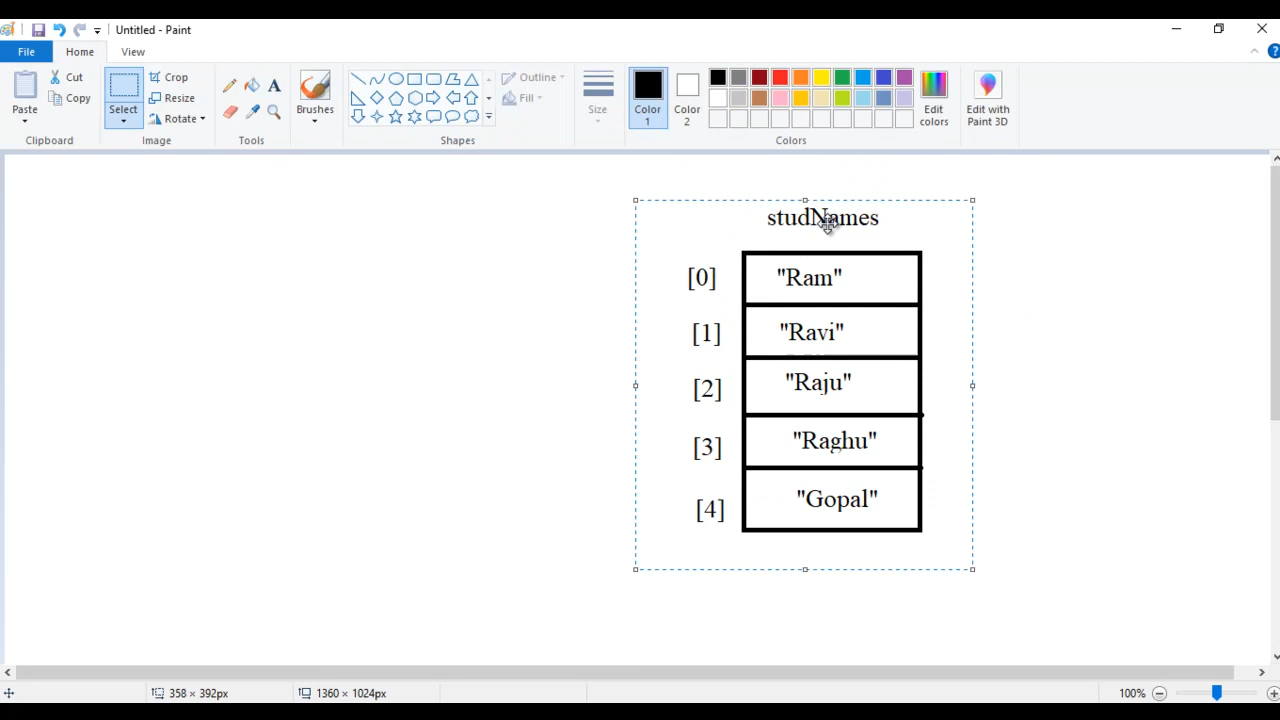 Untitled - Paint
File Home View
Cut
Copy
Paste
Clipboard
Select
Crop
Resize
Rotate
Image
A
Tools
Brushes
Outline
Fill
Shapes
Size
Color 1
Color 2
Edit colors
Colors
Edit with Paint 3D
?
studNames
[0] "Ram"
[1] "Ravi"
[2] "Raju"
[3] "Raghu"
[4] "Gopal"
358 × 392px 1360 × 1024px 100%